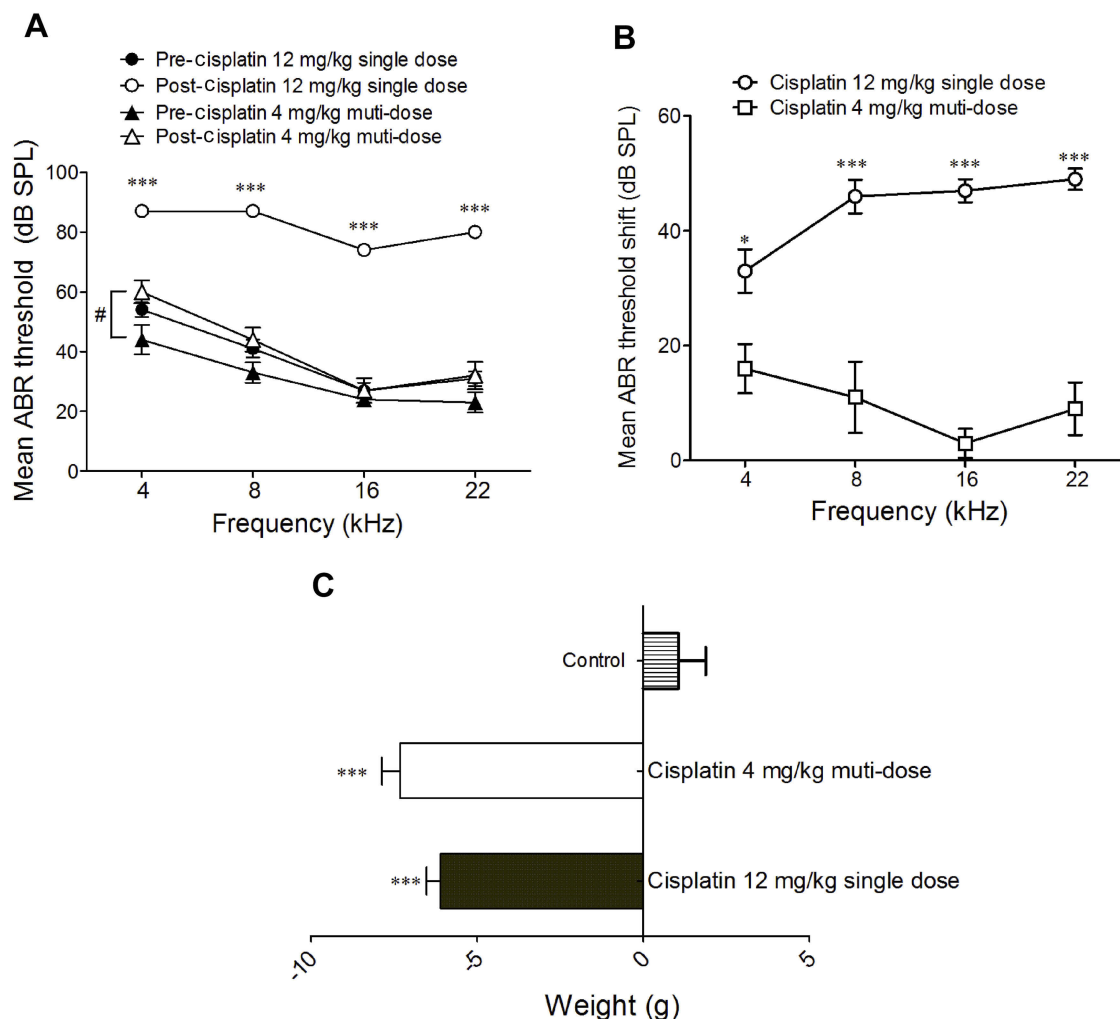 A
Pre-cisplatin 12 mg/kg single dose
Post-cisplatin 12 mg/kg single dose
Pre-cisplatin 4 mg/kg muti-dose
Post-cisplatin 4 mg/kg muti-dose
Mean ABR threshold (dB SPL)
100
80
60
40
20
0
*** *** *** ***
#
4 8 16 22
Frequency (kHz)
B
Cisplatin 12 mg/kg single dose
Cisplatin 4 mg/kg muti-dose
Mean ABR threshold shift (dB SPL)
60
40
20
0
* *** *** ***
4 8 16 22
Frequency (kHz)
C
Control
*** Cisplatin 4 mg/kg muti-dose
*** Cisplatin 12 mg/kg single dose
-10 -5 0 5
Weight (g)